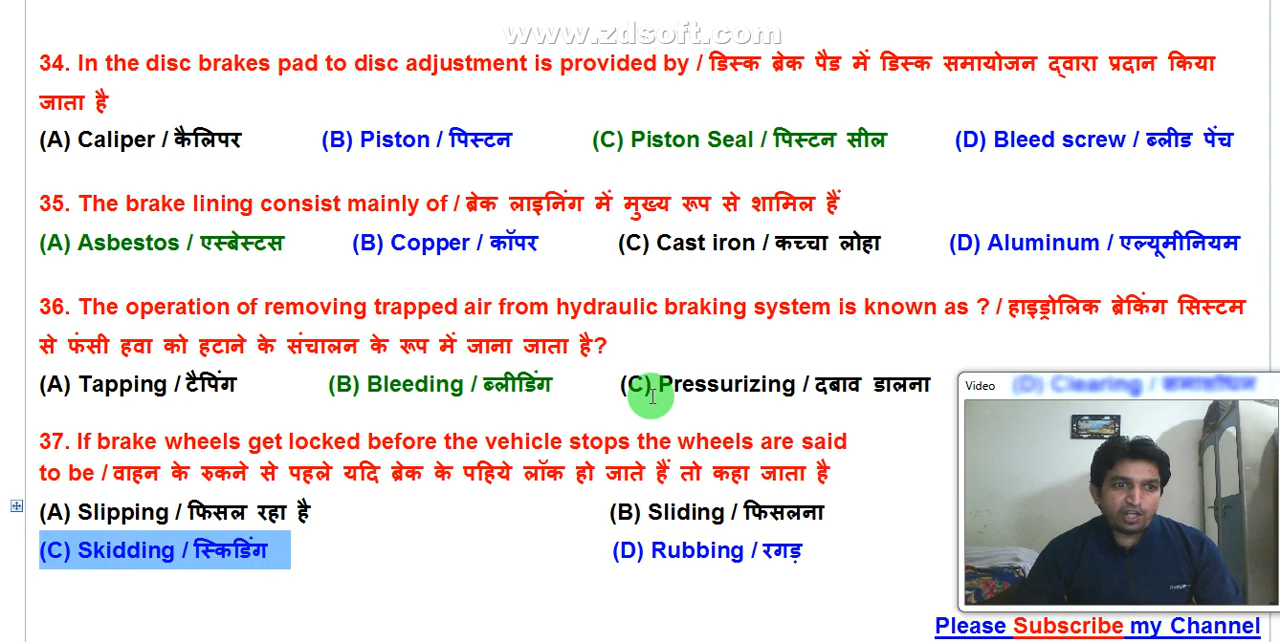 www.zdsoft.com
34. In the disc brakes pad to disc adjustment is provided by / डिस्क ब्रेक पैड में डिस्क समायोजन द्वारा प्रदान किया
जाता है
(A) Caliper / कैलिपर (B) Piston / पिस्टन (C) Piston Seal / पिस्टन सील (D) Bleed screw / ब्लीड पेंच
35. The brake lining consist mainly of / ब्रेक लाइनिंग में मुख्य रूप से शामिल हैं
(A) Asbestos / एस्बेस्टस (B) Copper / कॉपर (C) Cast iron / कच्चा लोहा (D) Aluminum / एल्यूमीनियम
36. The operation of removing trapped air from hydraulic braking system is known as ? / हाइड्रोलिक ब्रेकिंग सिस्टम
से फंसी हवा को हटाने के संचालन के रूप में जाना जाता है?
(A) Tapping / टैपिंग (B) Bleeding / ब्लीडिंग (C) Pressurizing / दबाव डालना (D) Clearing / समाशोधन
Video
37. If brake wheels get locked before the vehicle stops the wheels are said
to be / वाहन के रुकने से पहले यदि ब्रेक के पहिये लॉक हो जाते हैं तो कहा जाता है
(A) Slipping / फिसल रहा है (B) Sliding / फिसलना
(C) Skidding / स्किडिंग (D) Rubbing / रगड़
Please Subscribe my Channel